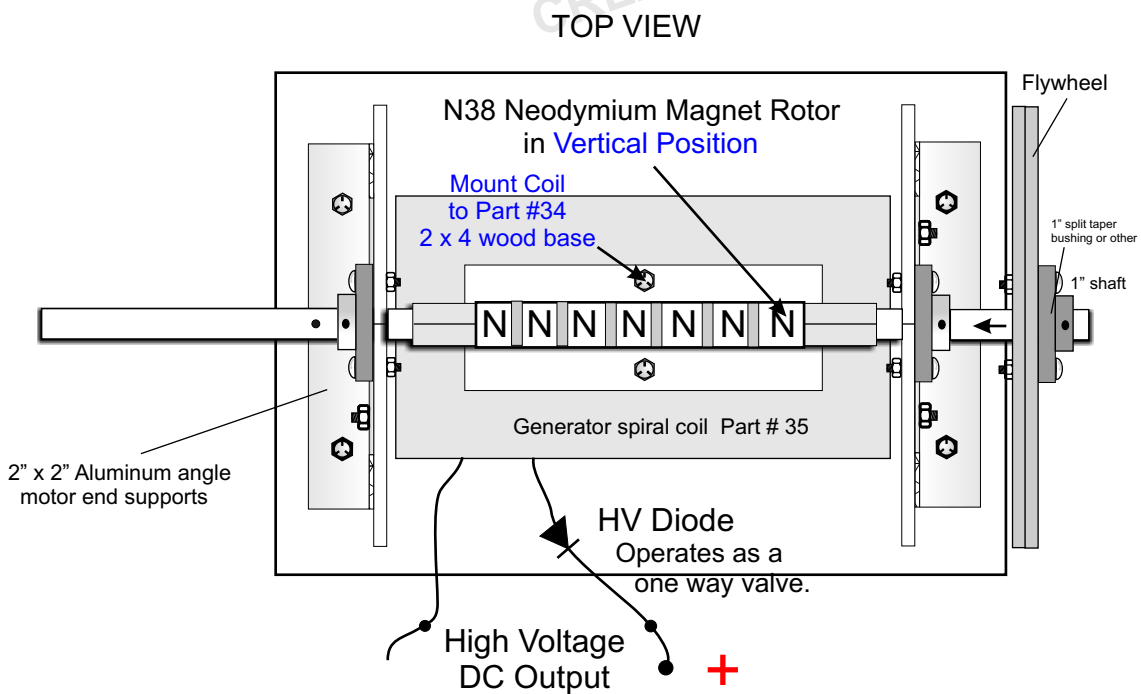 TOP VIEW
Flywheel
N38 Neodymium Magnet Rotor
in Vertical Position
Mount Coil
to Part #34
2 x 4 wood base
1” split taper
bushing or other
1” shaft
N N N N N N N
Generator spiral coil Part # 35
2” x 2” Aluminum angle
motor end supports
HV Diode
Operates as a
one way valve.
High Voltage
DC Output
+